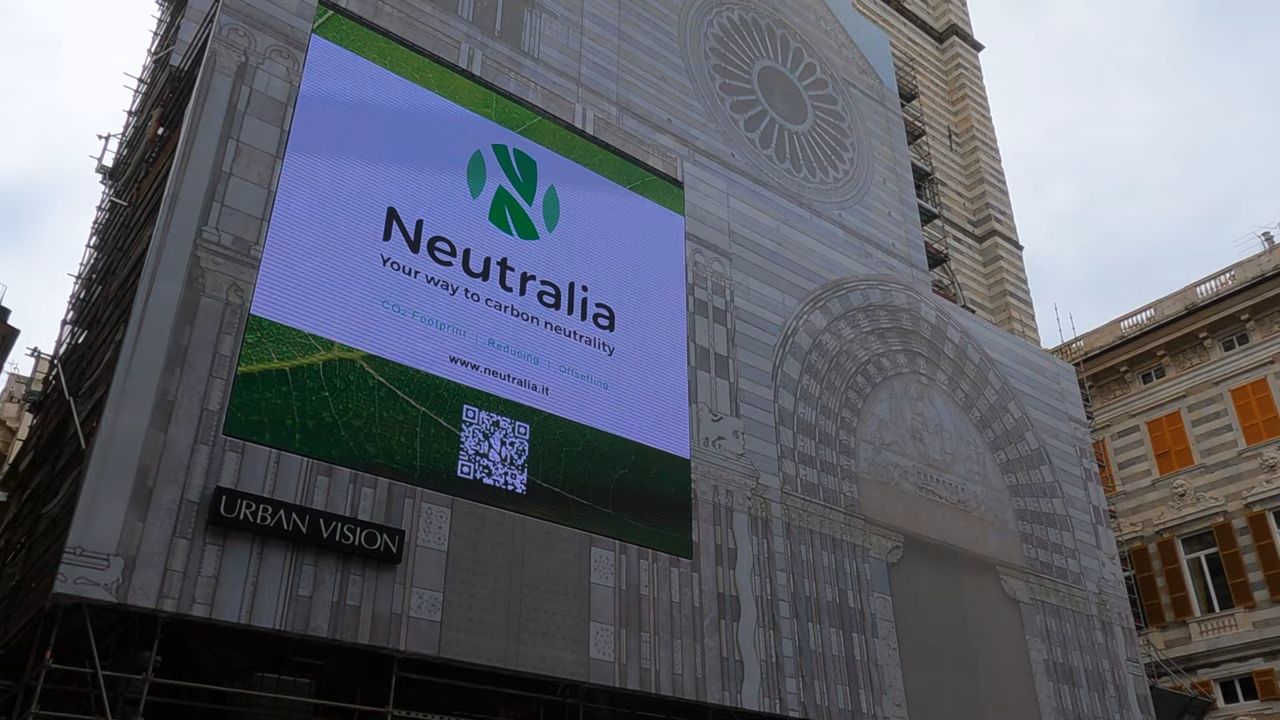 Neutralia
Your way to carbon neutrality
CO2 Footprint | Reducing | Offsetting
www.neutralia.it
URBAN VISION